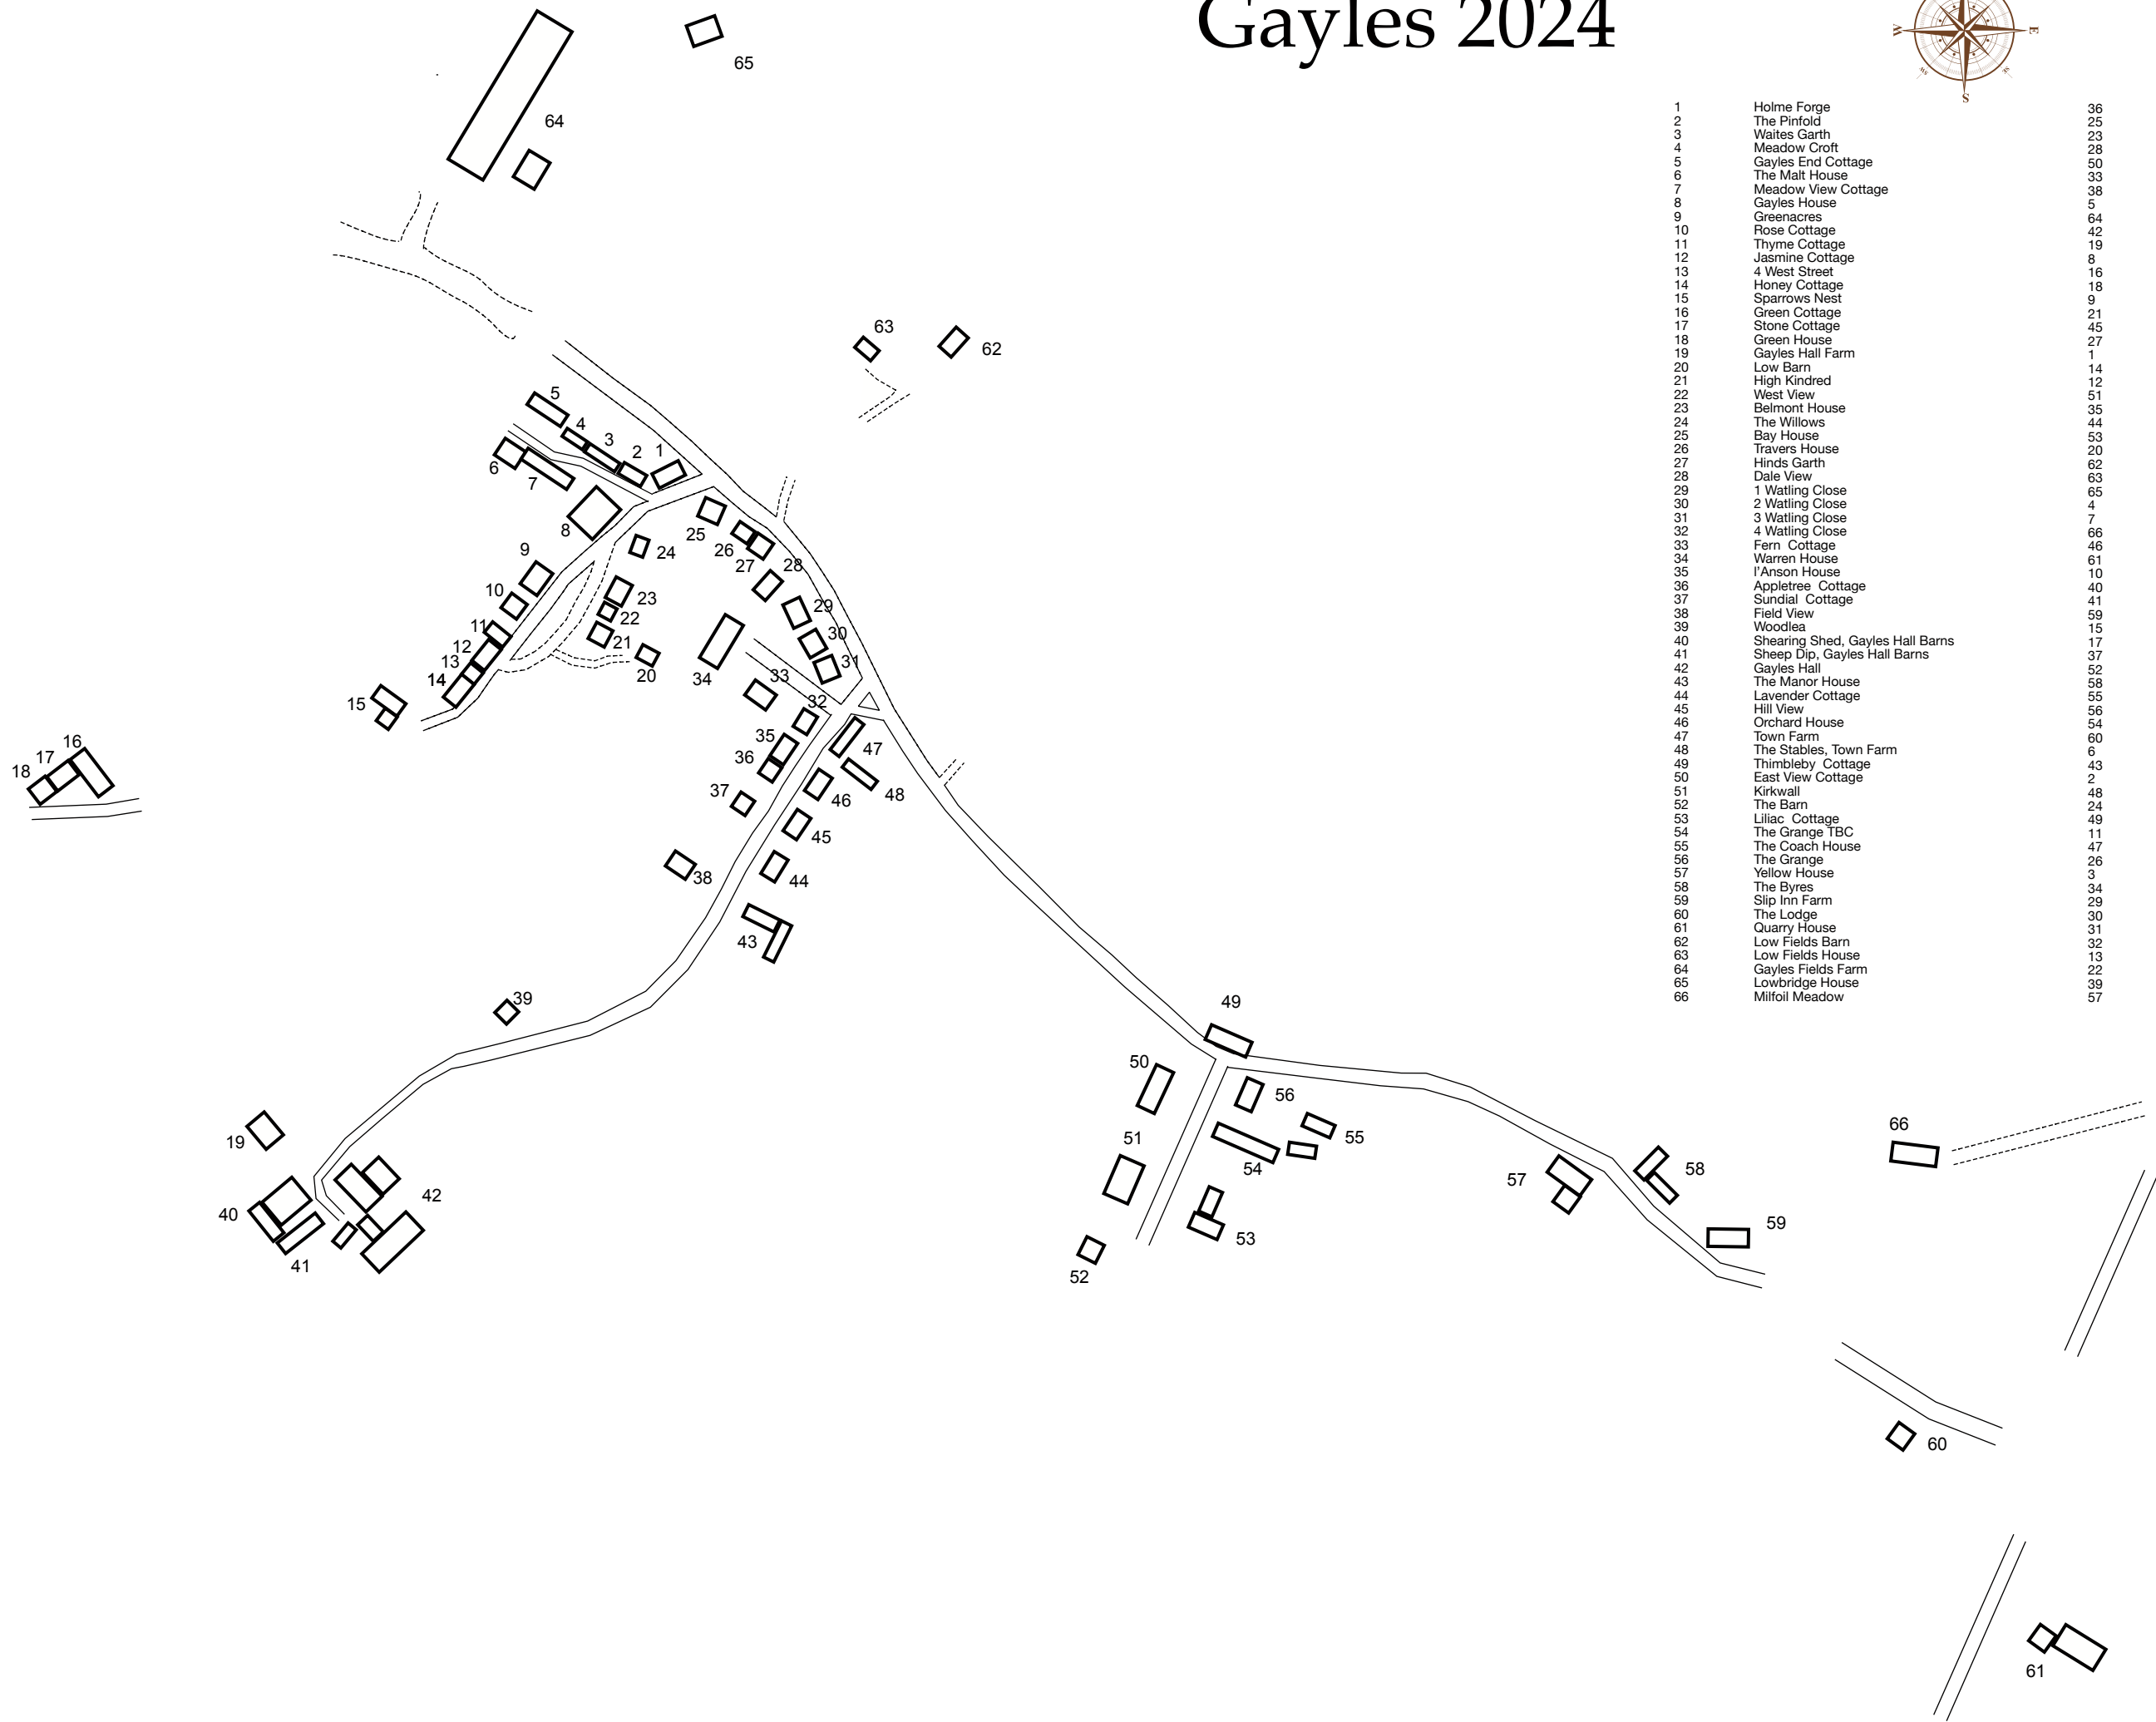 Gayles 2024
W
E
SW
SE
S
1 Holme Forge 36
2 The Pinfold 25
3 Waites Garth 23
4 Meadow Croft 28
5 Gayles End Cottage 50
6 The Malt House 33
7 Meadow View Cottage 38
8 Gayles House 5
9 Greenacres 64
10 Rose Cottage 42
11 Thyme Cottage 19
12 Jasmine Cottage 8
13 4 West Street 16
14 Honey Cottage 18
15 Sparrows Nest 9
16 Green Cottage 21
17 Stone Cottage 45
18 Green House 27
19 Gayles Hall Farm 1
20 Low Barn 14
21 High Kindred 12
22 West View 51
23 Belmont House 35
24 The Willows 44
25 Bay House 53
26 Travers House 20
27 Hinds Garth 62
28 Dale View 63
29 1 Watling Close 65
30 2 Watling Close 4
31 3 Watling Close 7
32 4 Watling Close 66
33 Fern Cottage 46
34 Warren House 61
35 I'Anson House 10
36 Appletree Cottage 40
37 Sundial Cottage 41
38 Field View 59
39 Woodlea 15
40 Shearing Shed, Gayles Hall Barns 17
41 Sheep Dip, Gayles Hall Barns 37
42 Gayles Hall 52
43 The Manor House 58
44 Lavender Cottage 55
45 Hill View 56
46 Orchard House 54
47 Town Farm 60
48 The Stables, Town Farm 6
49 Thimbleby Cottage 43
50 East View Cottage 2
51 Kirkwall 48
52 The Barn 24
53 Liliac Cottage 49
54 The Grange TBC 11
55 The Coach House 47
56 The Grange 26
57 Yellow House 3
58 The Byres 34
59 Slip Inn Farm 29
60 The Lodge 30
61 Quarry House 31
62 Low Fields Barn 32
63 Low Fields House 13
64 Gayles Fields Farm 22
65 Lowbridge House 39
66 Milfoil Meadow 57
65
64
63
62
5
4
3
2
1
6
7
8
25
26
27
28
24
9
10
23
22
21
20
29
30
31
11
12
13
14
15
34
33
32
16
17
18
35
36
37
47
48
46
45
38
44
43
39
49
50
56
51
55
54
66
19
42
40
41
53
52
57
58
59
60
61